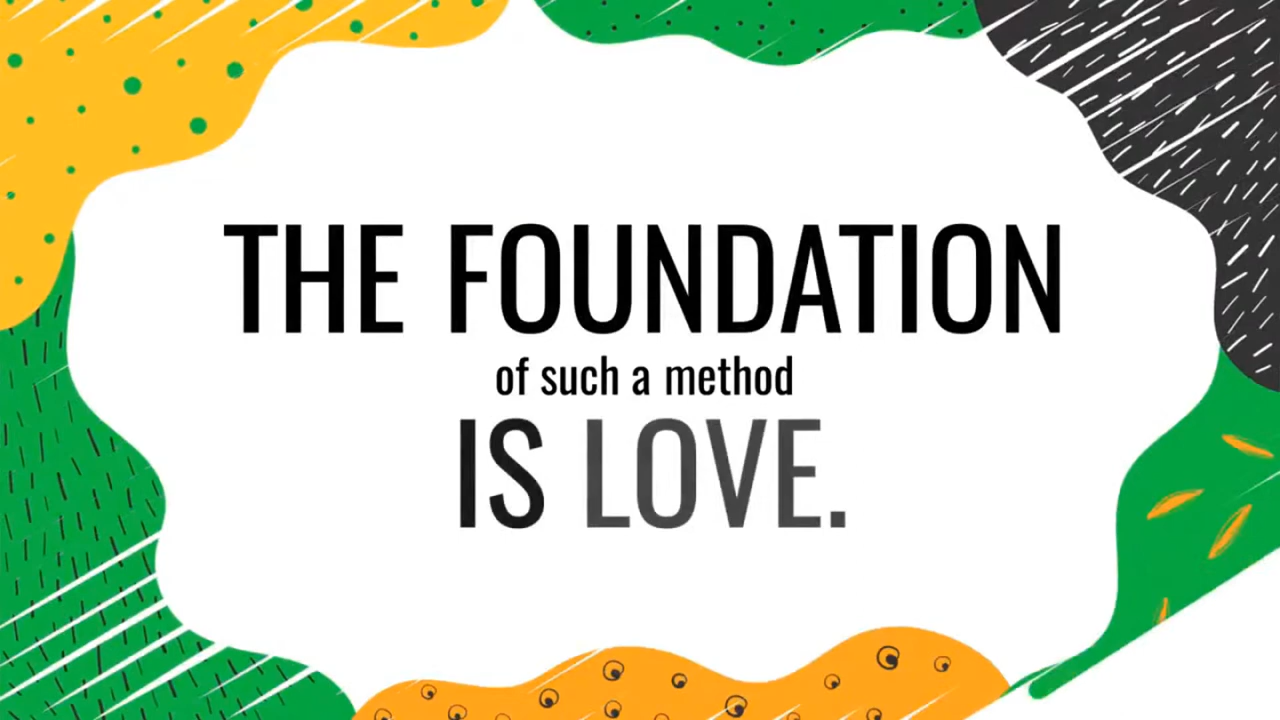 THE FOUNDATION
of such a method
IS LOVE.